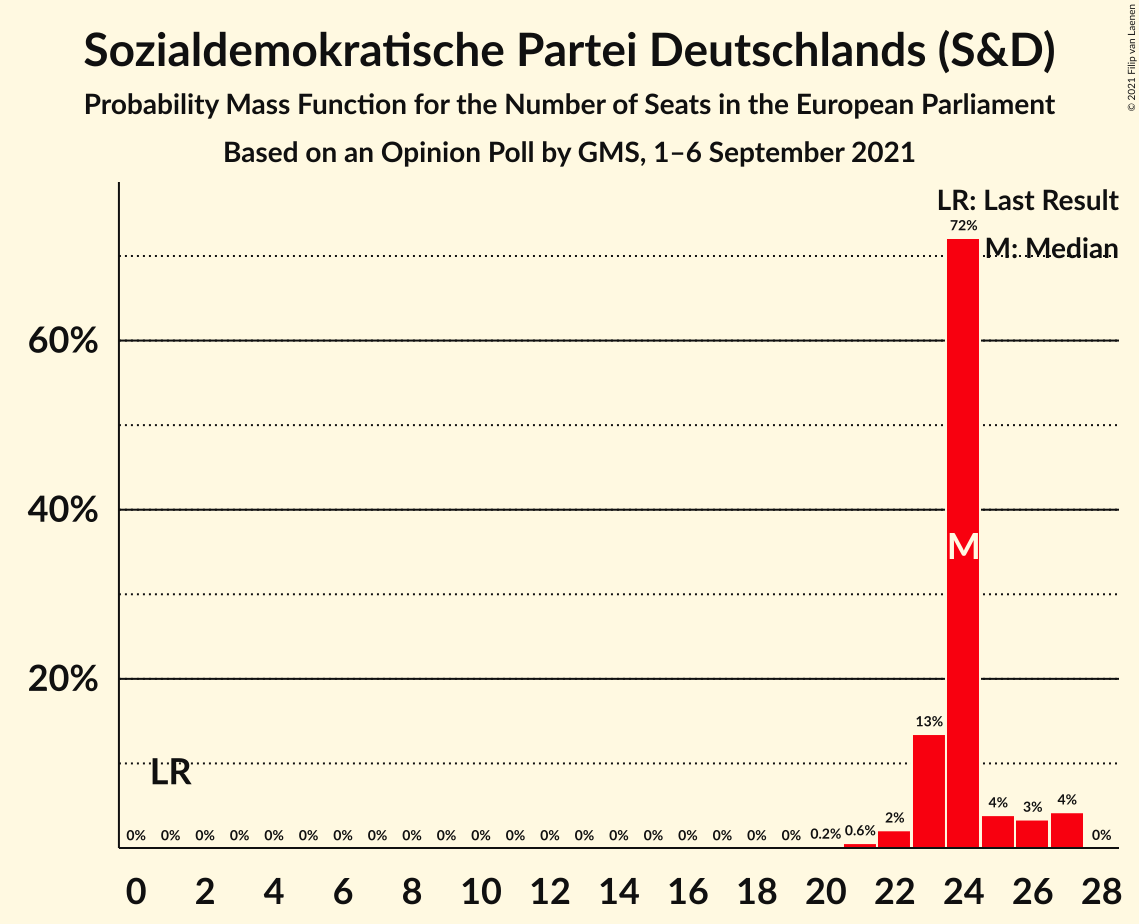 Sozialdemokratische Partei Deutschlands (S&D)
Probability Mass Function for the Number of Seats in the European Parliament
Based on an Opinion Poll by GMS, 1–6 September 2021
© 2021 Filip van Laenen
LR: Last Result
M: Median
72%
60%
40%
M
20%
13%
LR
0% 0% 0% 0% 0% 0% 0% 0% 0% 0% 0% 0% 0% 0% 0% 0% 0% 0% 0% 0% 0.2% 0.6% 2% 4% 3% 4% 0%
0 2 4 6 8 10 12 14 16 18 20 22 24 26 28